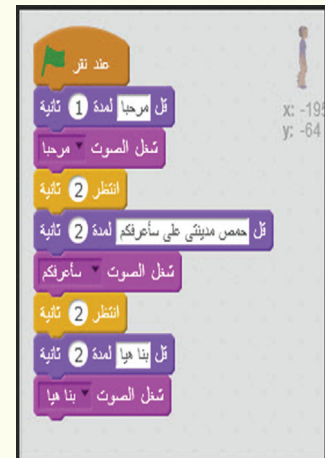 عند نقر
قل مرحبا لمدة 1 ثانية
شغل الصوت مرحبا
انتظر 2 ثانية
قل حمص مدينتي على سأعرفكم لمدة 2 ثانية
شغل الصوت سأعرفكم
انتظر 2 ثانية
قل بنا هيا لمدة 2 ثانية
شغل الصوت بنا هيا
x: -195
y: -64